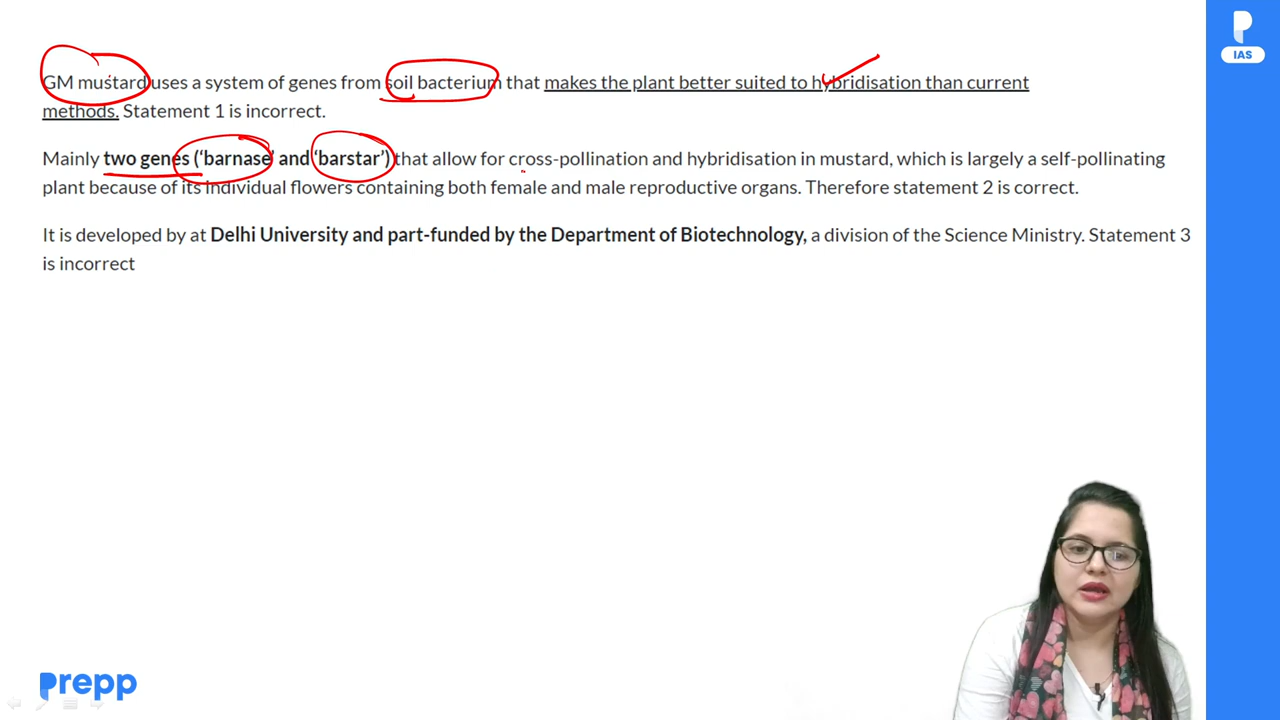 IAS
GM mustard uses a system of genes from soil bacterium that makes the plant better suited to hybridisation than current
methods. Statement 1 is incorrect.
Mainly two genes (‘barnase’ and ‘barstar’) that allow for cross-pollination and hybridisation in mustard, which is largely a self-pollinating
plant because of its individual flowers containing both female and male reproductive organs. Therefore statement 2 is correct.
It is developed by at Delhi University and part-funded by the Department of Biotechnology, a division of the Science Ministry. Statement 3
is incorrect
prepp